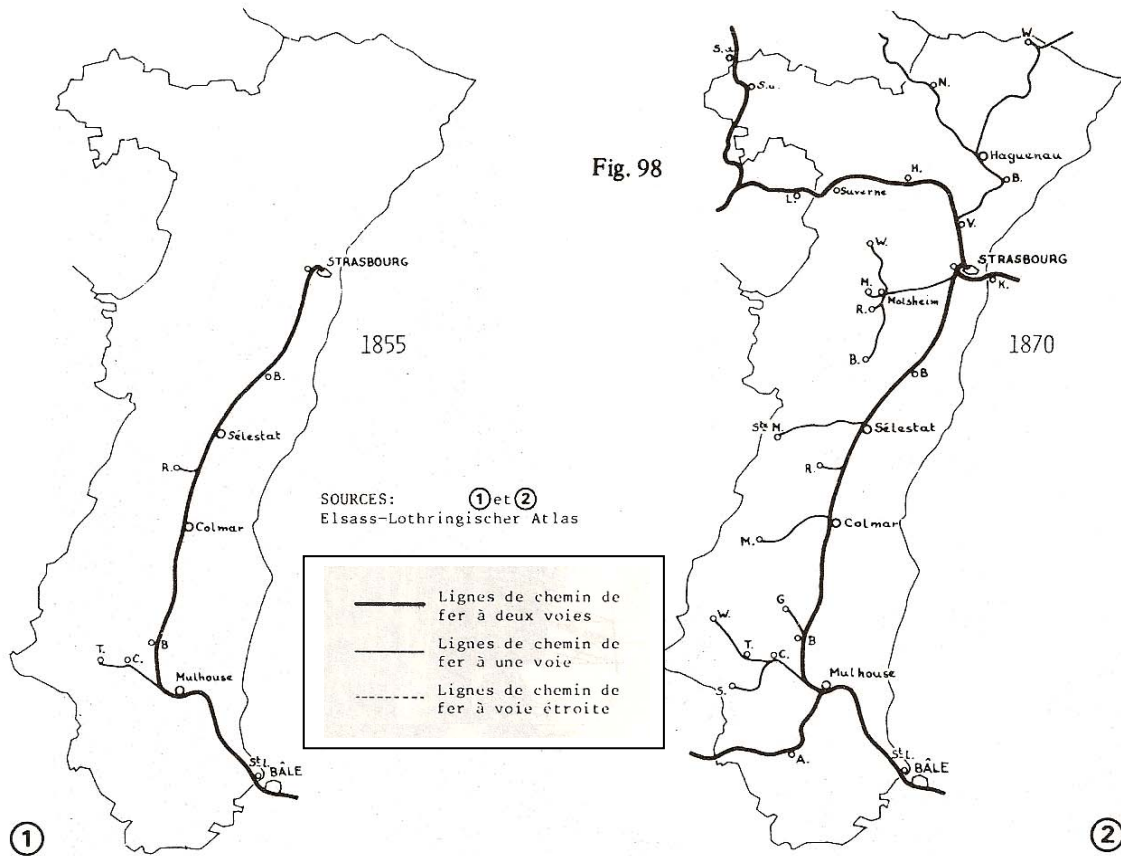 STRASBOURG
1855
B.
Sélestat
R.
Colmar
B
T.
C.
Mulhouse
St L.
BÂLE
1
Fig. 98
SOURCES: 1 et 2
Elsass-Lothringischer Atlas
Lignes de chemin de
fer à deux voies
Lignes de chemin de
fer à une voie
Lignes de chemin de
fer à voie étroite
W.
S.u.
N.
Haguenau
B.
H.
L.
Saverne
V.
W.
STRASBOURG
K.
M.
Molsheim
R.
B.
1870
B
Ste M.
Sélestat
R.
Colmar
M.
G
W.
B
T.
C.
Mulhouse
S.
A.
St L.
BÂLE
2